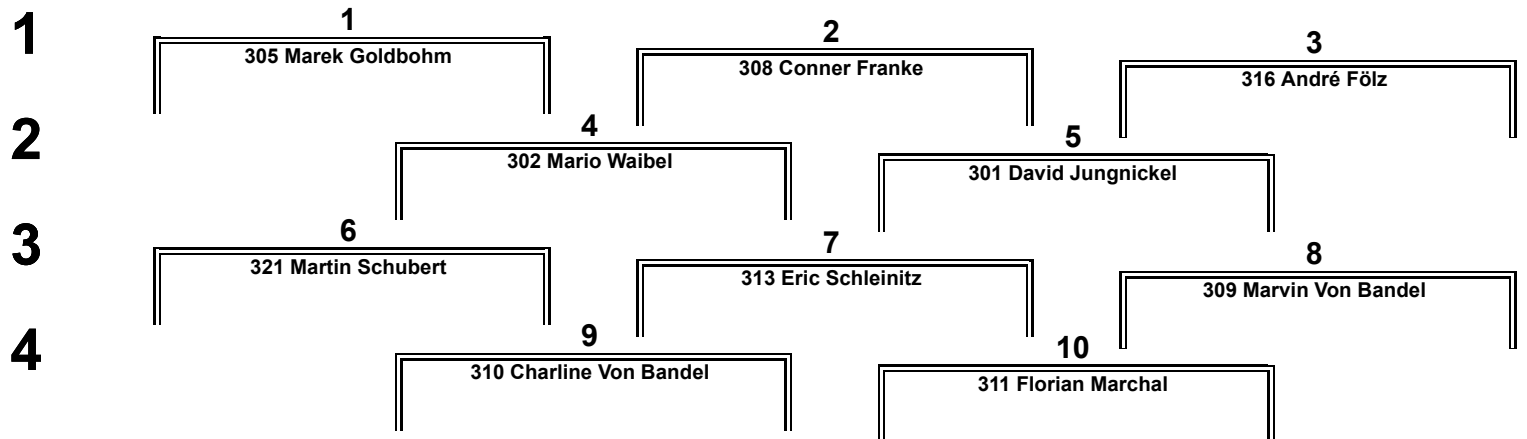 1
1
305 Marek Goldbohm
2
308 Conner Franke
3
316 André Fölz
2
4
302 Mario Waibel
5
301 David Jungnickel
3
6
321 Martin Schubert
7
313 Eric Schleinitz
8
309 Marvin Von Bandel
4
9
310 Charline Von Bandel
10
311 Florian Marchal